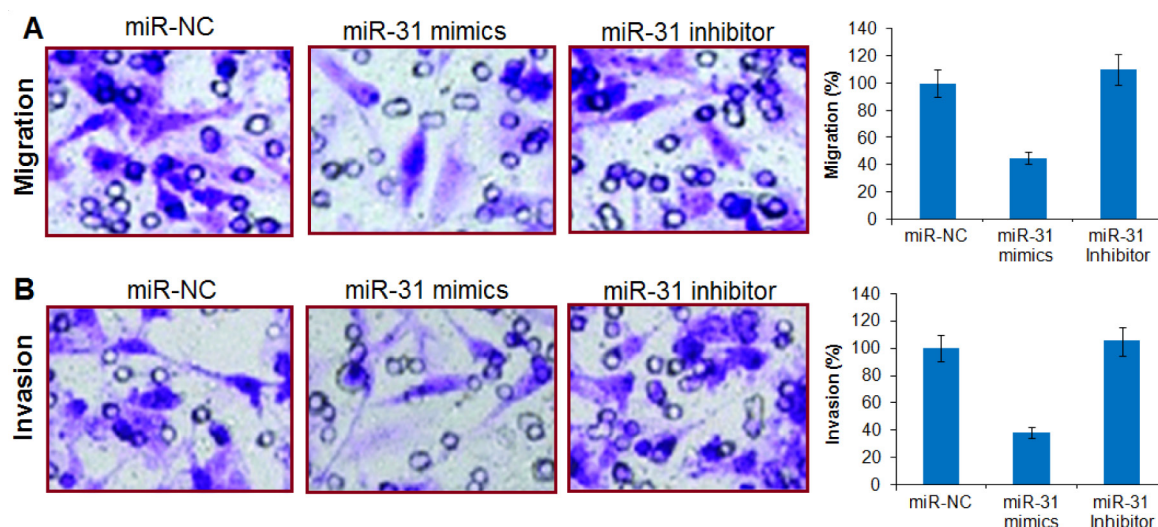 A
miR-NC
miR-31 mimics
miR-31 inhibitor
Migration
Migration (%)
140
120
100
80
60
40
20
0
miR-NC
miR-31
mimics
miR-31
Inhibitor
B
miR-NC
miR-31 mimics
miR-31 inhibitor
Invasion
Invasion (%)
140
120
100
80
60
40
20
0
miR-NC
miR-31
mimics
miR-31
Inhibitor